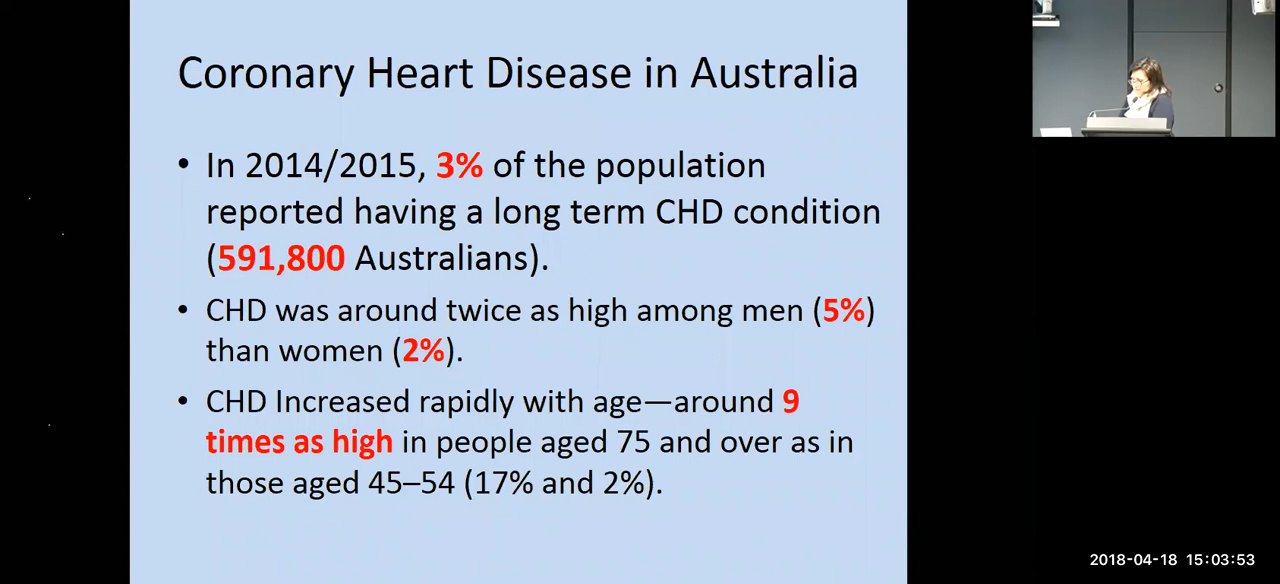 Coronary Heart Disease in Australia
• In 2014/2015, 3% of the population
reported having a long term CHD condition
(591,800 Australians).
• CHD was around twice as high among men (5%)
than women (2%).
• CHD Increased rapidly with age—around 9
times as high in people aged 75 and over as in
those aged 45–54 (17% and 2%).
2018-04-18 15:03:53